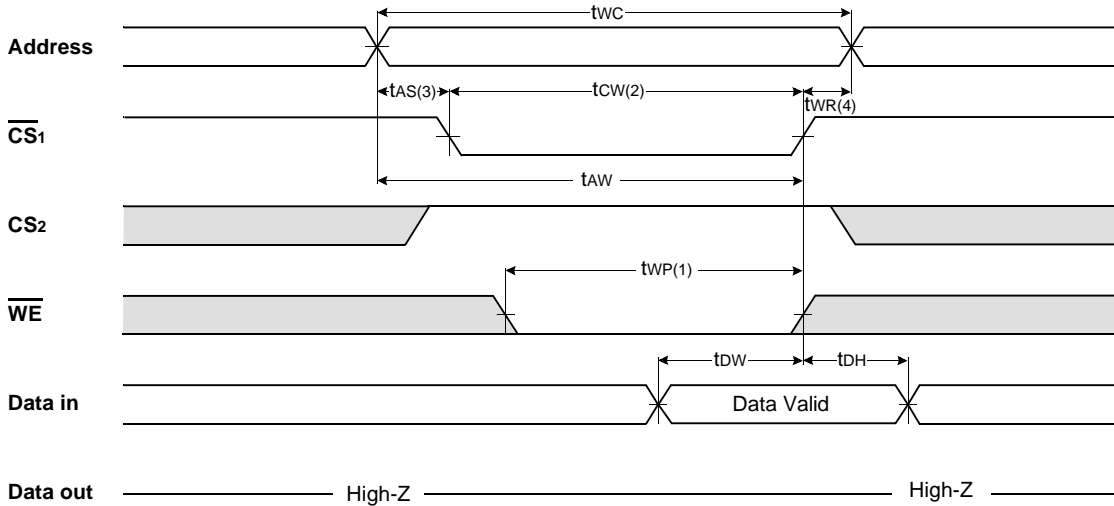 tWC
Address
tAS(3)
tCW(2)
tWR(4)
CS1
tAW
CS2
tWP(1)
WE
tDW
tDH
Data in
Data Valid
Data out
High-Z
High-Z